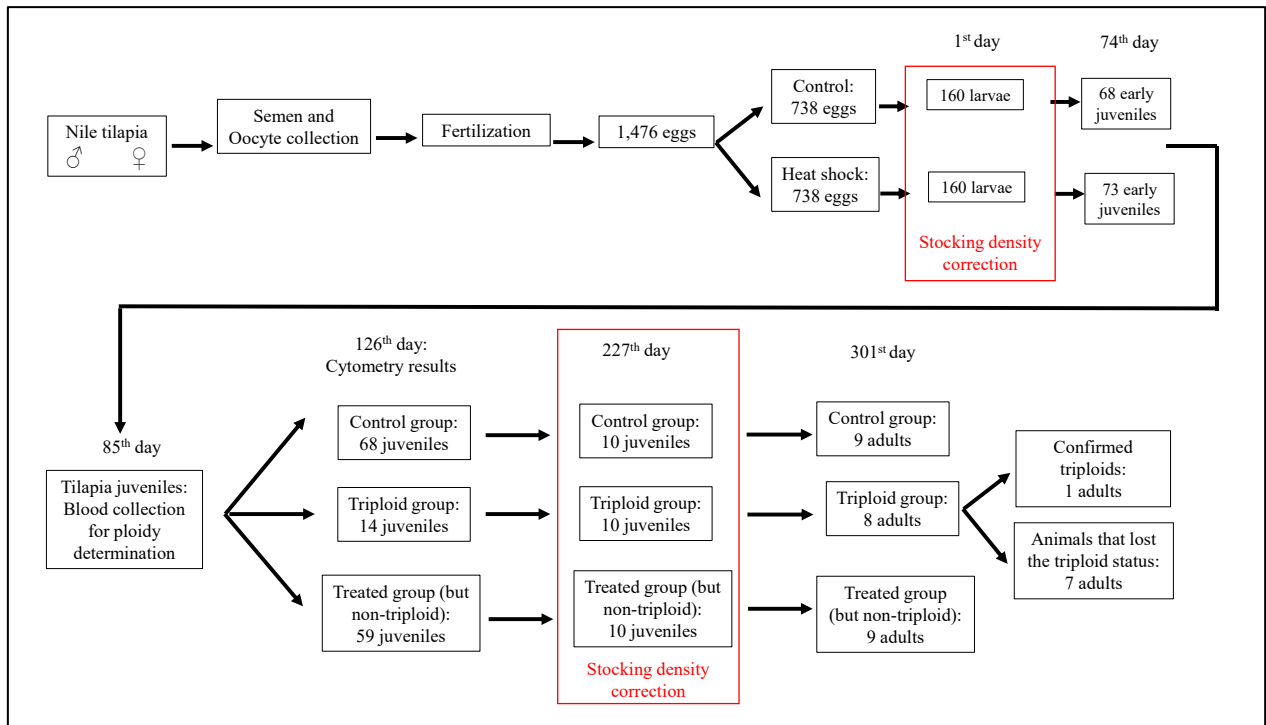 1st day
74th day
Nile tilapia
♂ ♀
Semen and
Oocyte collection
Fertilization
1,476 eggs
Control:
738 eggs
160 larvae
68 early
juveniles
Heat shock:
738 eggs
160 larvae
73 early
juveniles
Stocking density
correction
85th day
Tilapia juveniles:
Blood collection
for ploidy
determination
126th day:
Cytometry results
227th day
301st day
Control group:
68 juveniles
Control group:
10 juveniles
Control group:
9 adults
Triploid group:
14 juveniles
Triploid group:
10 juveniles
Triploid group:
8 adults
Confirmed
triploids:
1 adults
Animals that lost
the triploid status:
7 adults
Treated group (but
non-triploid):
59 juveniles
Treated group (but
non-triploid):
10 juveniles
Treated group
(but non-triploid):
9 adults
Stocking density
correction